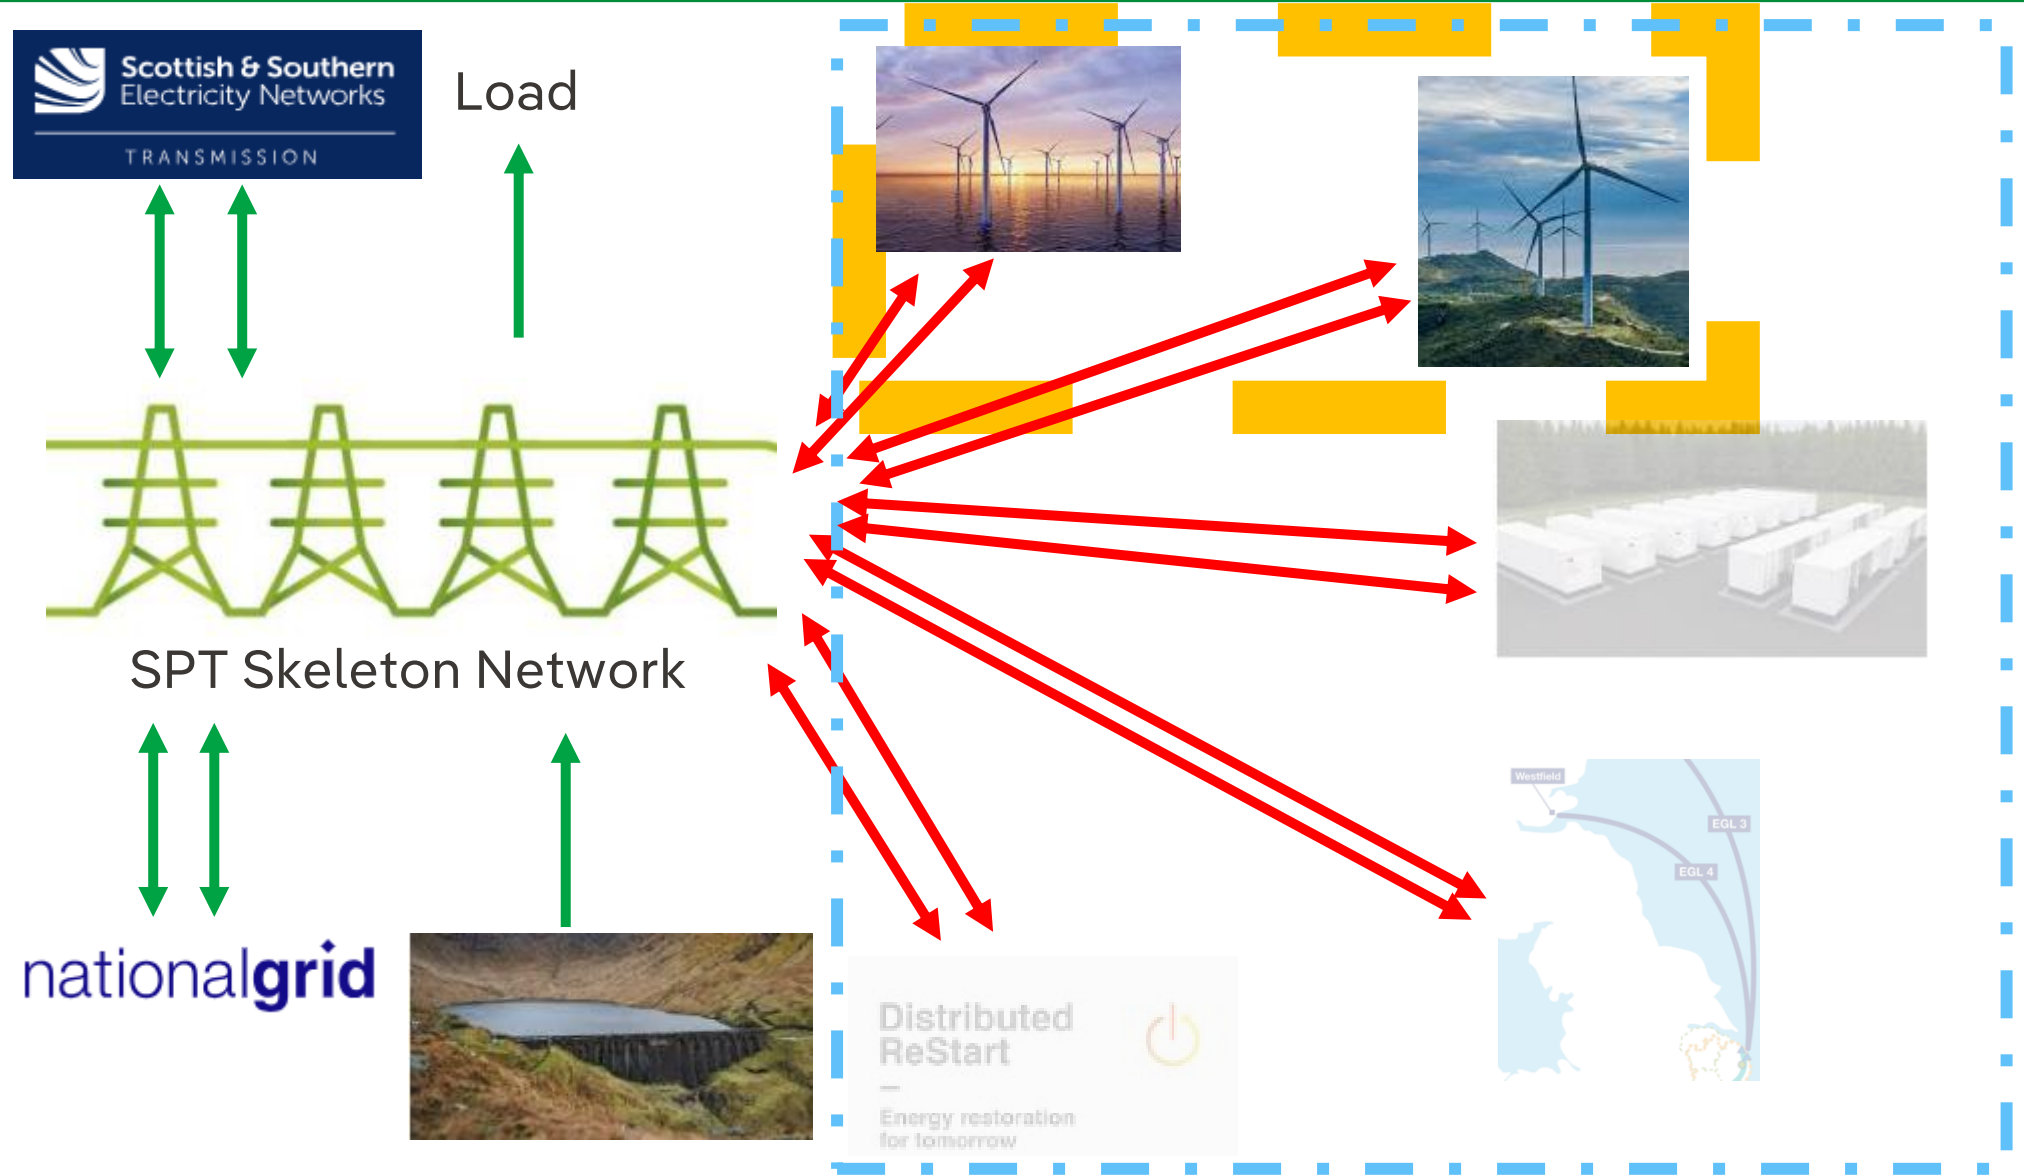 Scottish & Southern
Electricity Networks
TRANSMISSION
Load
SPT Skeleton Network
nationalgrid
Westfield
EGL 3
EGL 4
Distributed
ReStart
Energy restoration
for tomorrow